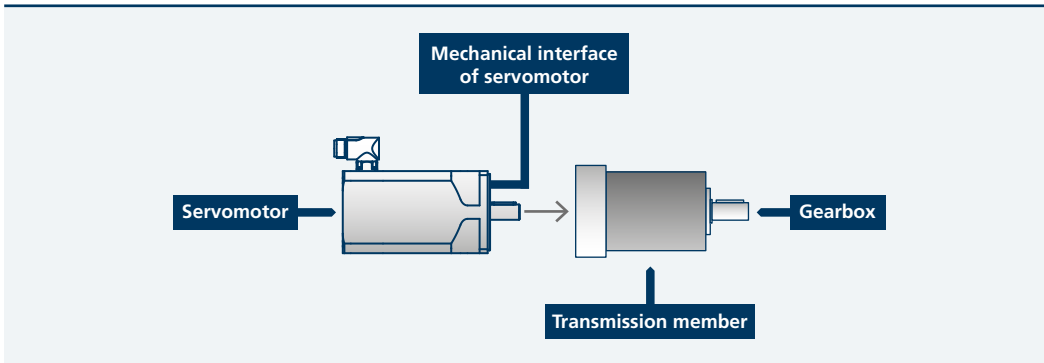 Mechanical interface
of servomotor
Servomotor
Gearbox
Transmission member